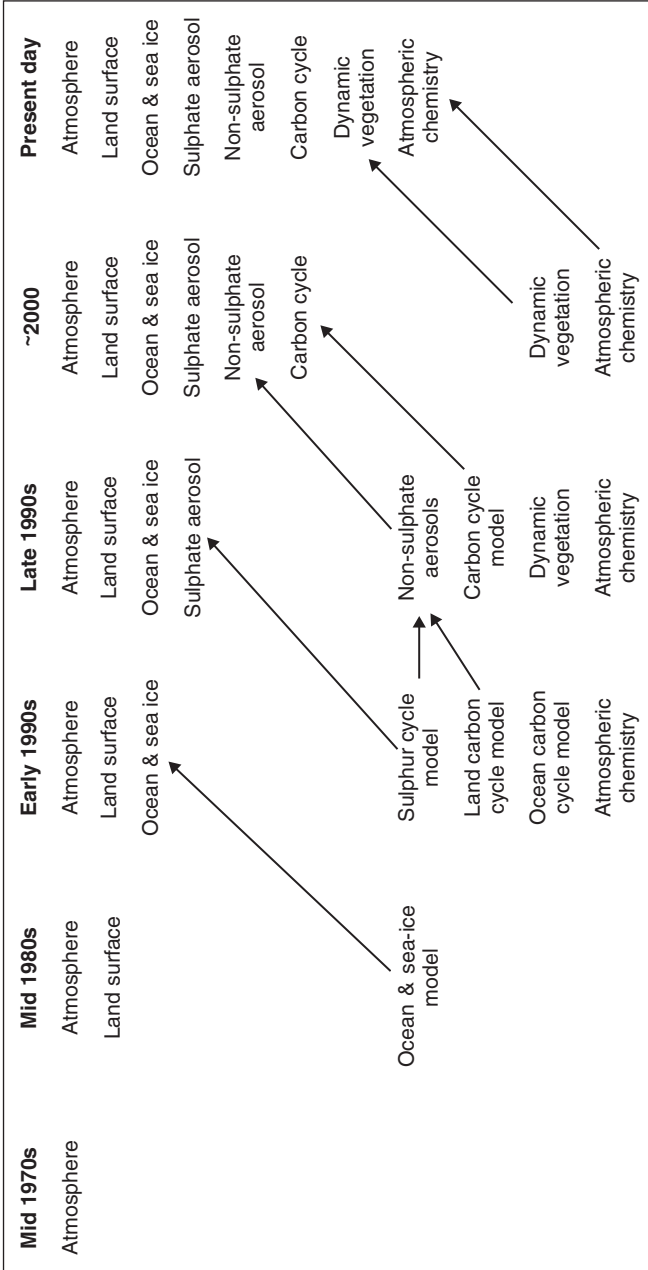 Mid 1970s
Atmosphere
Mid 1980s
Atmosphere
Land surface
Ocean & sea-ice
model
Early 1990s
Atmosphere
Land surface
Ocean & sea ice
Sulphur cycle
model
Land carbon
cycle model
Ocean carbon
cycle model
Atmospheric
chemistry
Late 1990s
Atmosphere
Land surface
Ocean & sea ice
Sulphate aerosol
Non-sulphate
aerosols
Carbon cycle
model
Dynamic
vegetation
Atmospheric
chemistry
~2000
Atmosphere
Land surface
Ocean & sea ice
Sulphate aerosol
Non-sulphate
aerosol
Carbon cycle
Dynamic
vegetation
Atmospheric
chemistry
Present day
Atmosphere
Land surface
Ocean & sea ice
Sulphate aerosol
Non-sulphate
aerosol
Carbon cycle
Dynamic
vegetation
Atmospheric
chemistry